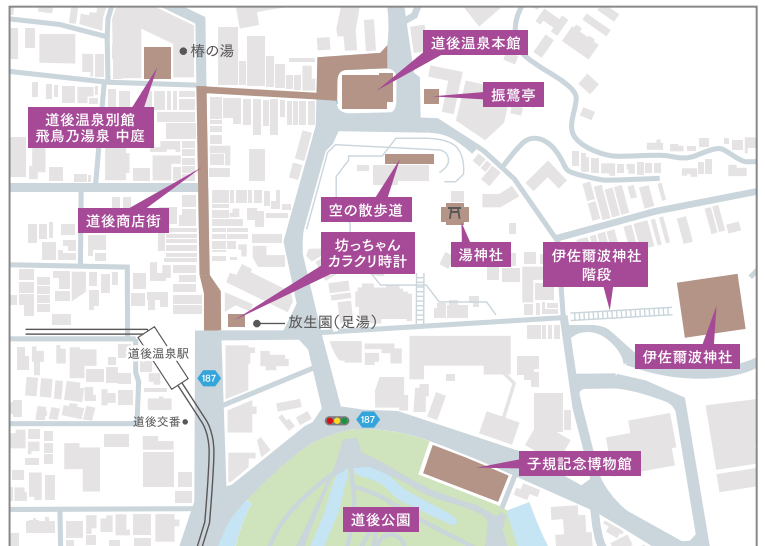 道後温泉本館
椿の湯
振鷺亭
道後温泉別館
飛鳥乃湯泉 中庭
空の散歩道
道後商店街
坊っちゃん
カラクリ時計
湯神社
伊佐爾波神社
階段
放生園(足湯)
道後温泉駅
伊佐爾波神社
187
187
道後交番
子規記念博物館
道後公園